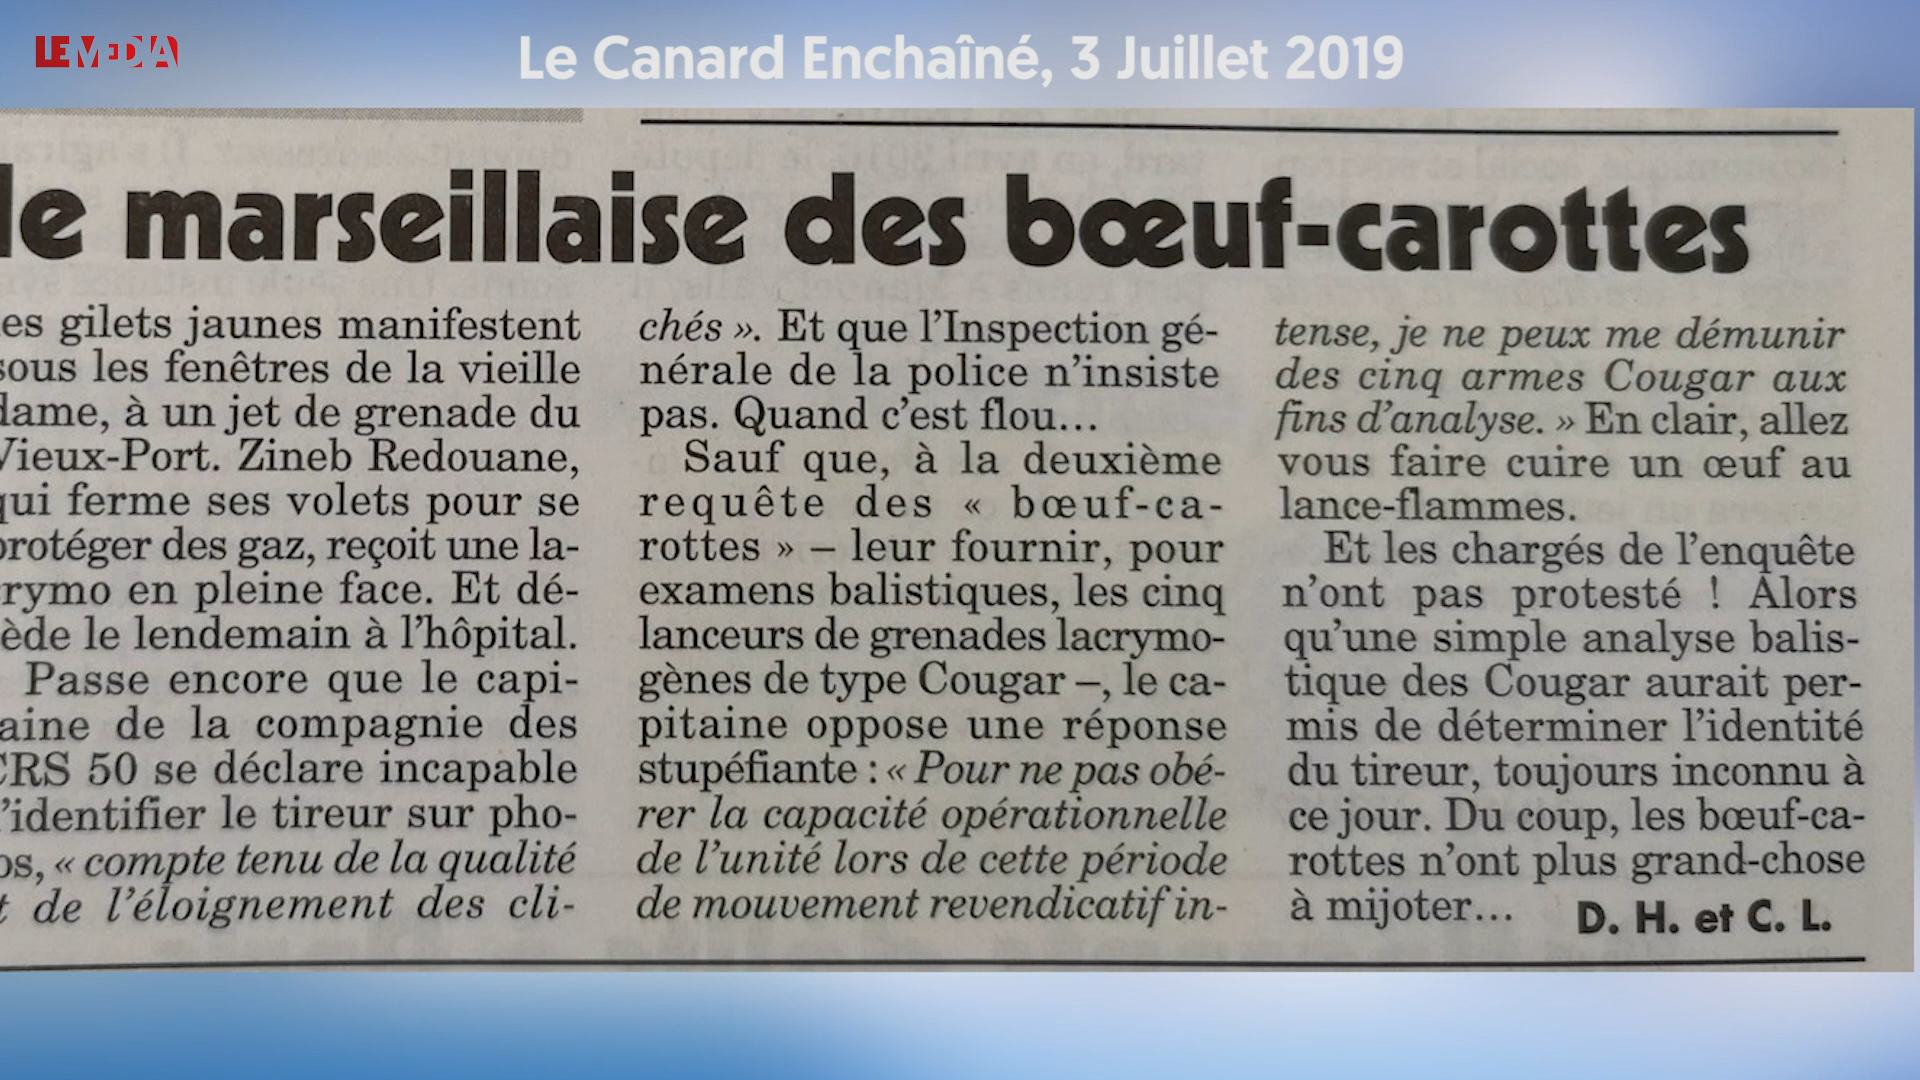 LE MEDIA
Le Canard Enchaîné, 3 Juillet 2019
le marseillaise des bœuf-carottes
es gilets jaunes manifestent
sous les fenêtres de la vieille
dame, à un jet de grenade du
Vieux-Port. Zineb Redouane,
qui ferme ses volets pour se
protéger des gaz, reçoit une la-
rymo en pleine face. Et dé-
ède le lendemain à l'hôpital.
Passe encore que le capi-
aine de la compagnie des
CRS 50 se déclare incapable
l'identifier le tireur sur pho-
os, « compte tenu de la qualité
t de l'éloignement des cli-
chés ». Et que l'Inspection gé-
nérale de la police n'insiste
pas. Quand c'est flou...
Sauf que, à la deuxième
requête des « bœuf-ca-
rottes » – leur fournir, pour
examens balistiques, les cinq
lanceurs de grenades lacrymo-
gènes de type Cougar –, le ca-
pitaine oppose une réponse
stupéfiante : « Pour ne pas obé-
rer la capacité opérationnelle
de l'unité lors de cette période
de mouvement revendicatif in-
tense, je ne peux me démunir
des cinq armes Cougar aux
fins d'analyse. » En clair, allez
vous faire cuire un œuf au
lance-flammes.
Et les chargés de l'enquête
n'ont pas protesté ! Alors
qu'une simple analyse balis-
tique des Cougar aurait per-
mis de déterminer l'identité
du tireur, toujours inconnu à
ce jour. Du coup, les bœuf-ca-
rottes n'ont plus grand-chose
à mijoter...
D. H. et C. L.